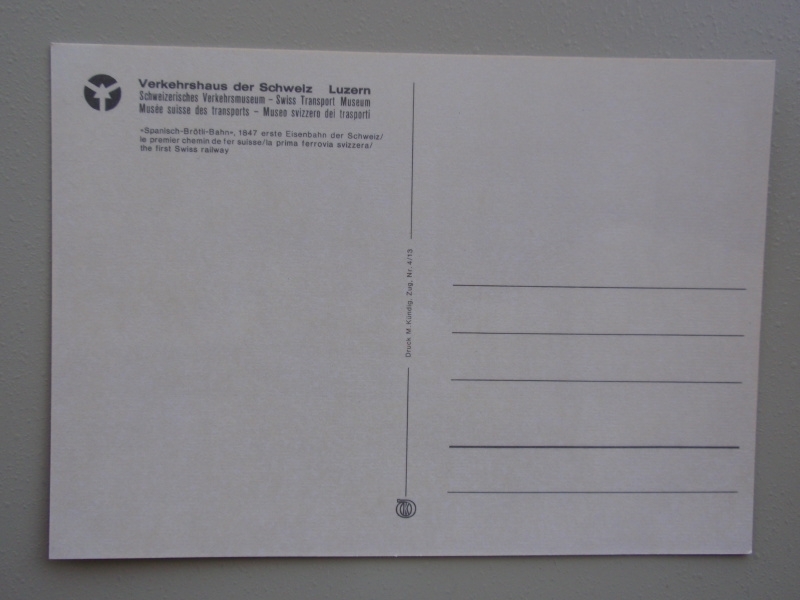 Verkehrshaus der Schweiz Luzern
Schweizerisches Verkehrsmuseum – Swiss Transport Museum
Musée suisse des transports – Museo svizzero dei trasporti
«Spanisch-Brötli-Bahn», 1847 erste Eisenbahn der Schweiz/
le premier chemin de fer suisse/la prima ferrovia svizzera/
the first Swiss railway
Druck M. Kündig, Zug, Nr. 4/13